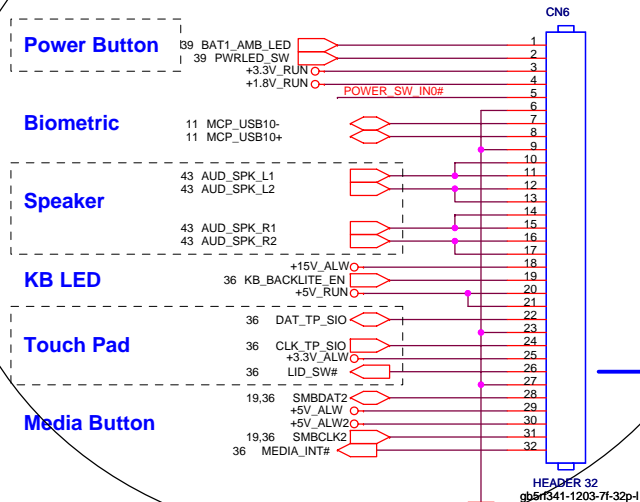 CN6
Power Button
39 BAT1_AMB_LED 1
39 PWRLED_SW 2
+3.3V_RUN 3
+1.8V_RUN 4
POWER_SW_IN0# 5
6
Biometric
11 MCP_USB10- 7
11 MCP_USB10+ 8
9
10
Speaker
43 AUD_SPK_L1 11
43 AUD_SPK_L2 12
13
14
43 AUD_SPK_R1 15
43 AUD_SPK_R2 16
17
KB LED
+15V_ALW 18
36 KB_BACKLITE_EN 19
+5V_RUN 20
21
Touch Pad
36 DAT_TP_SIO 22
23
36 CLK_TP_SIO 24
+3.3V_ALW 25
36 LID_SW# 26
27
Media Button
19,36 SMBDAT2 28
+5V_ALW 29
+5V_ALW2 30
19,36 SMBCLK2 31
36 MEDIA_INT# 32
HEADER 32
gb5rf341-1203-7f-32p-l